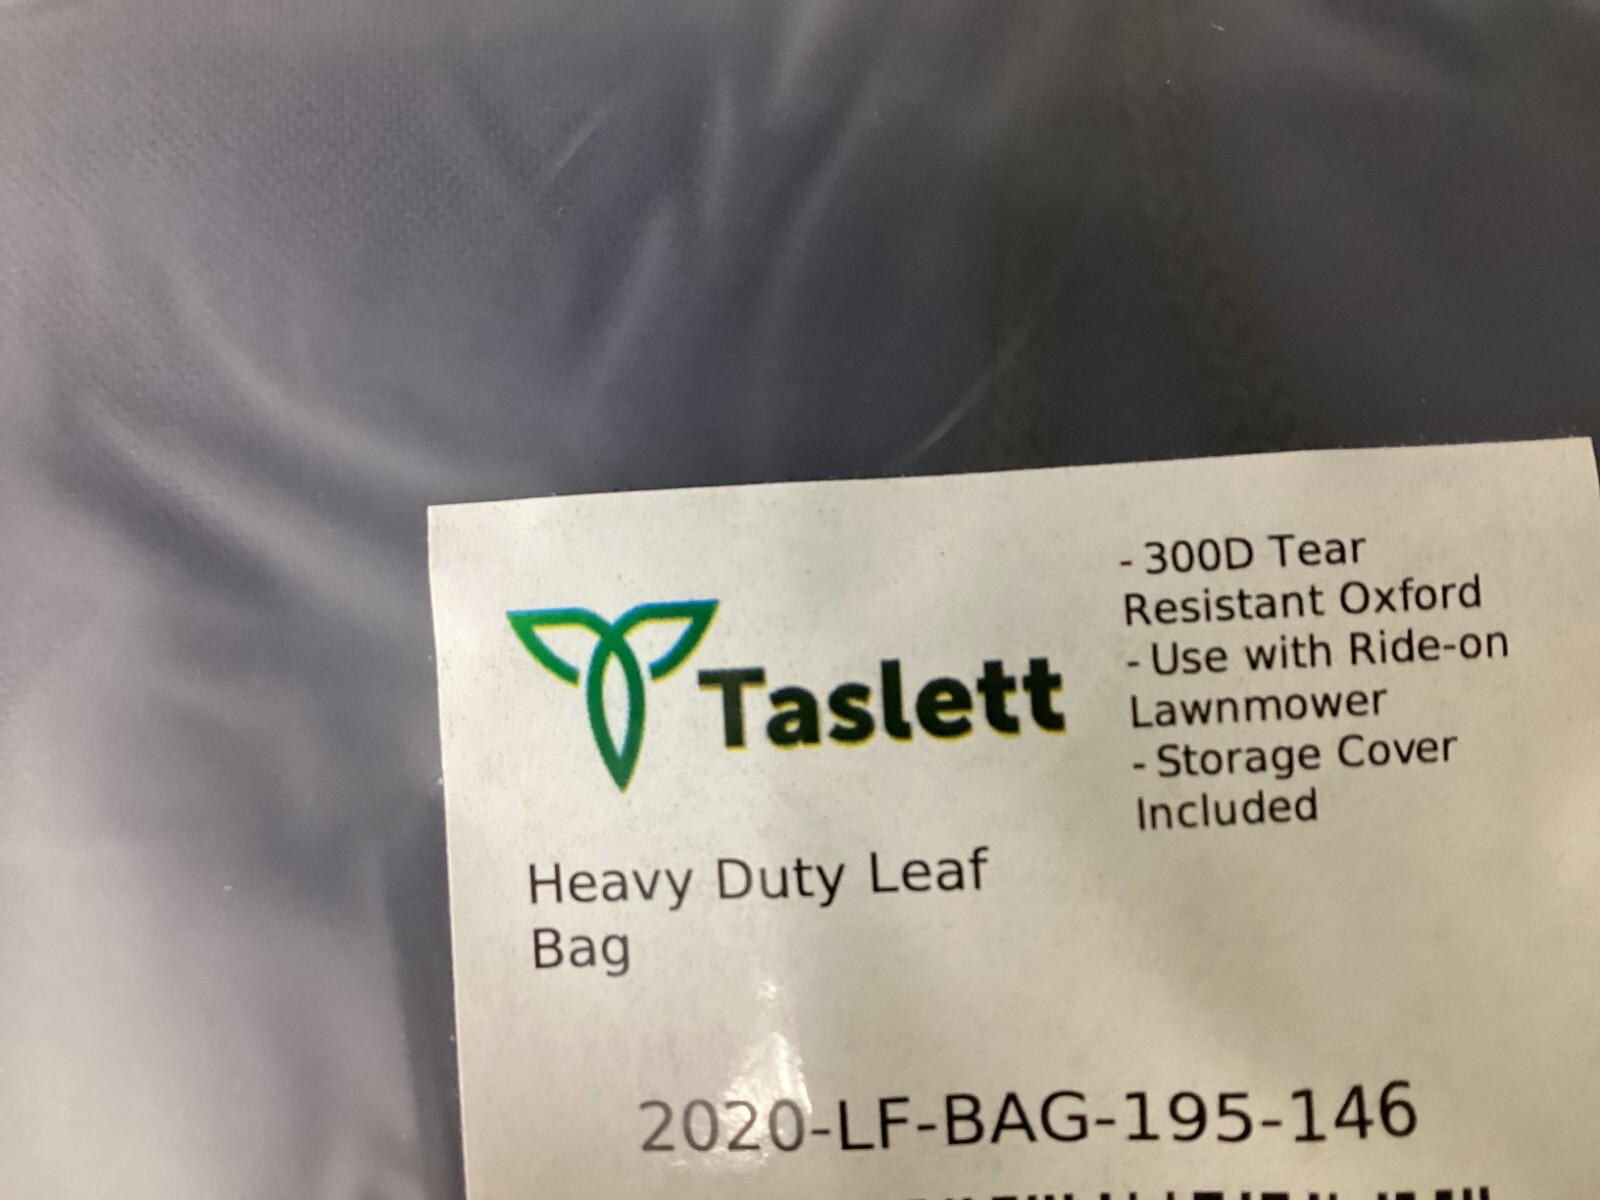 Taslett
- 300D Tear
Resistant Oxford
- Use with Ride-on
Lawnmower
- Storage Cover
Included
Heavy Duty Leaf
Bag
2020-LF-BAG-195-146